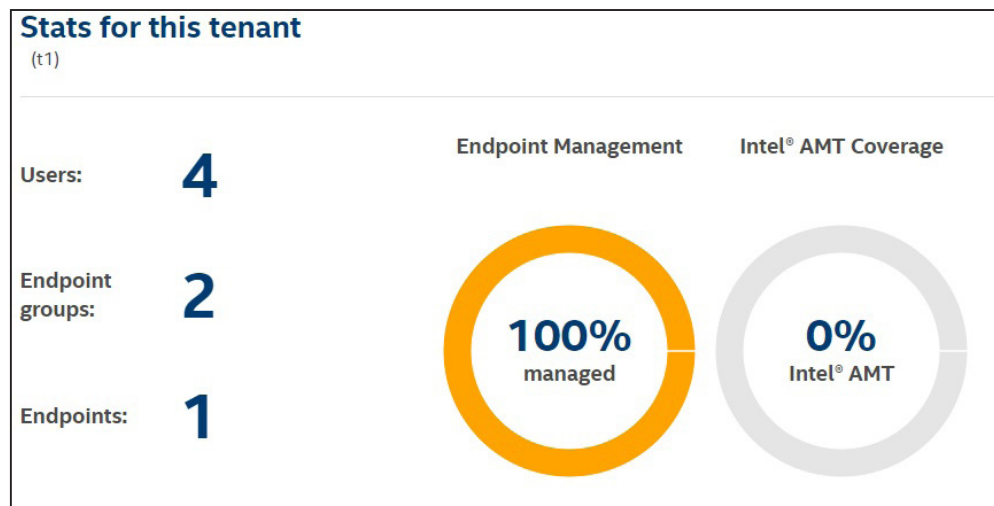 Stats for this tenant
(t1)
Users:
4
Endpoint
groups:
2
Endpoints:
1
Endpoint Management
100%
managed
Intel® AMT Coverage
0%
Intel® AMT